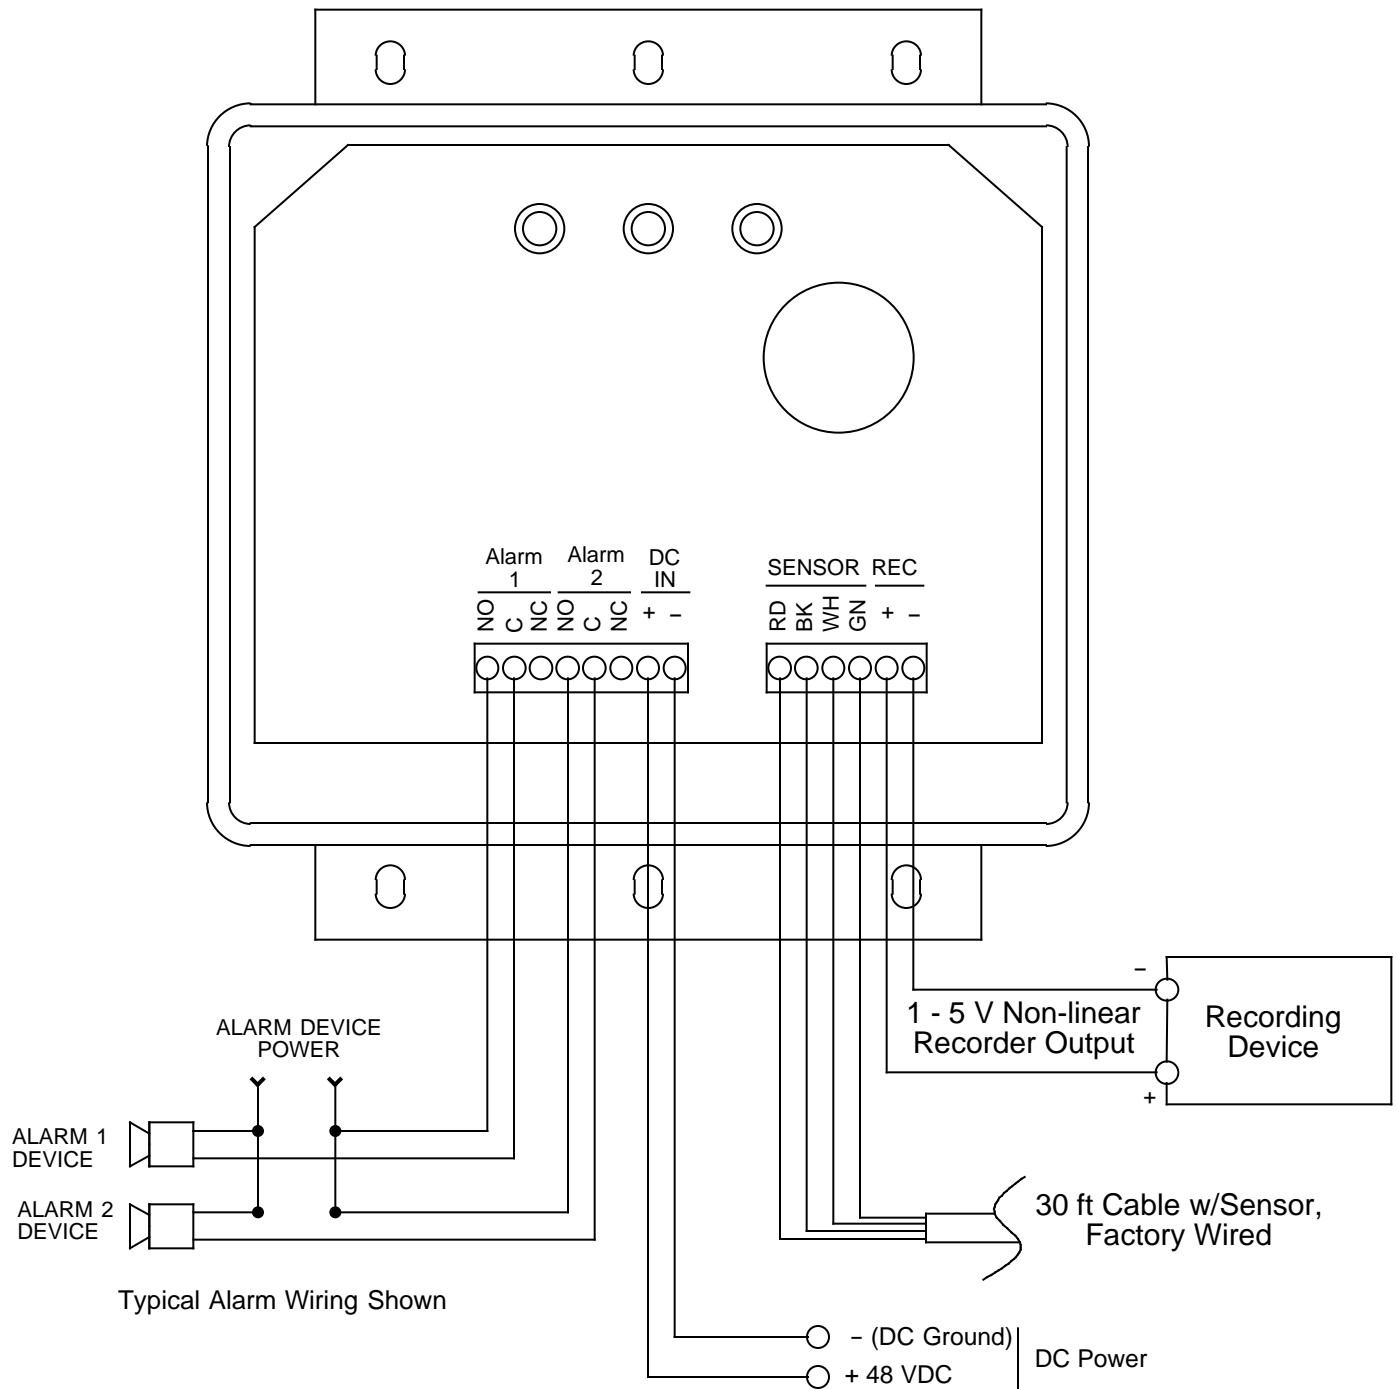 Alarm
1
Alarm
2
DC
IN
NO
C
NC
NO
C
NC
+
–
SENSOR
REC
RD
BK
WH
GN
+
–
–
1 - 5 V Non-linear
Recorder Output
Recording
Device
+
ALARM DEVICE
POWER
ALARM 1
DEVICE
ALARM 2
DEVICE
30 ft Cable w/Sensor,
Factory Wired
Typical Alarm Wiring Shown
– (DC Ground)
+ 48 VDC
DC Power